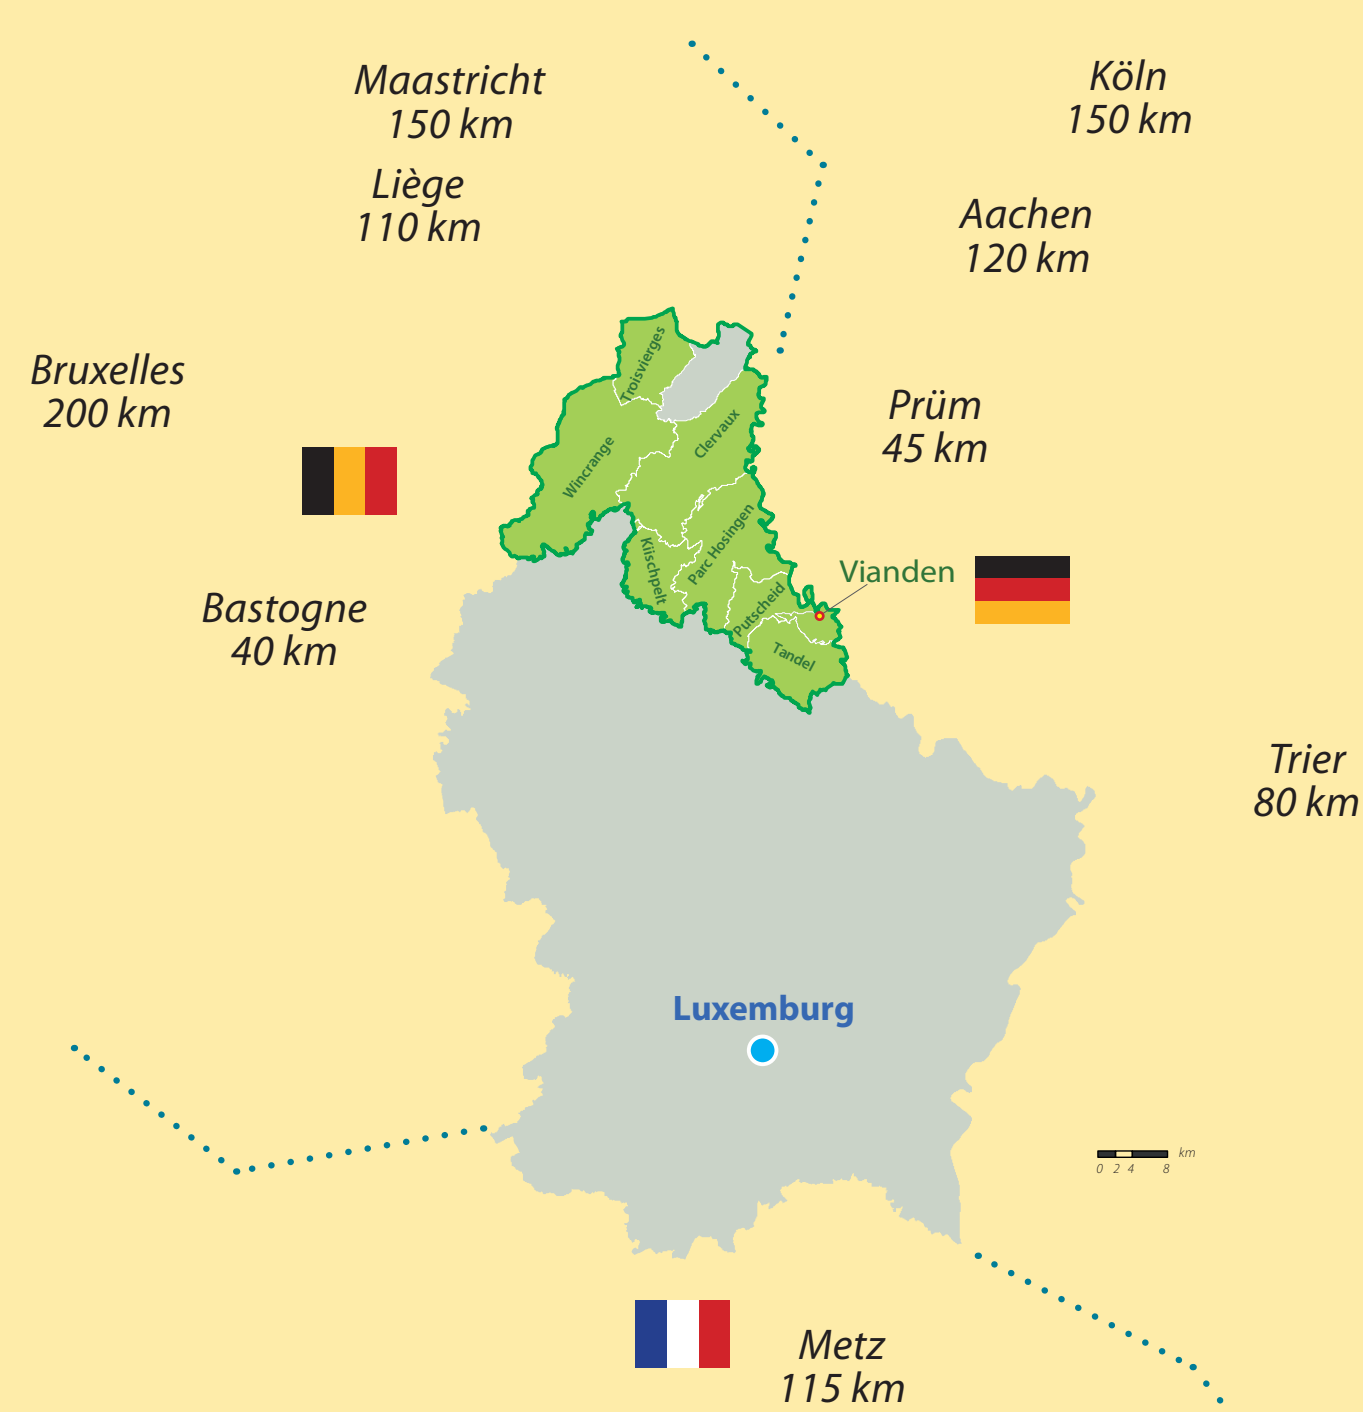 Maastricht
150 km
Köln
150 km
Liège
110 km
Aachen
120 km
Bruxelles
200 km
Prüm
45 km
Troisvierges
Clervaux
Wincrange
Parc Hosingen
Kiischpelt
Vianden
Putscheid
Tandel
Bastogne
40 km
Trier
80 km
Luxemburg
km
0 2 4 8
Metz
115 km